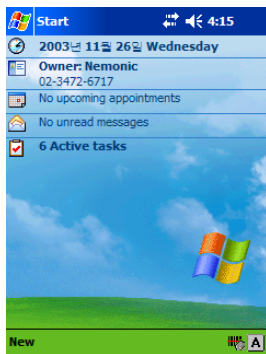 Start 4:15
2003년 11월 26일 Wednesday
Owner: Nemonic
02-3472-6717
No upcoming appointments
No unread messages
6 Active tasks
New A